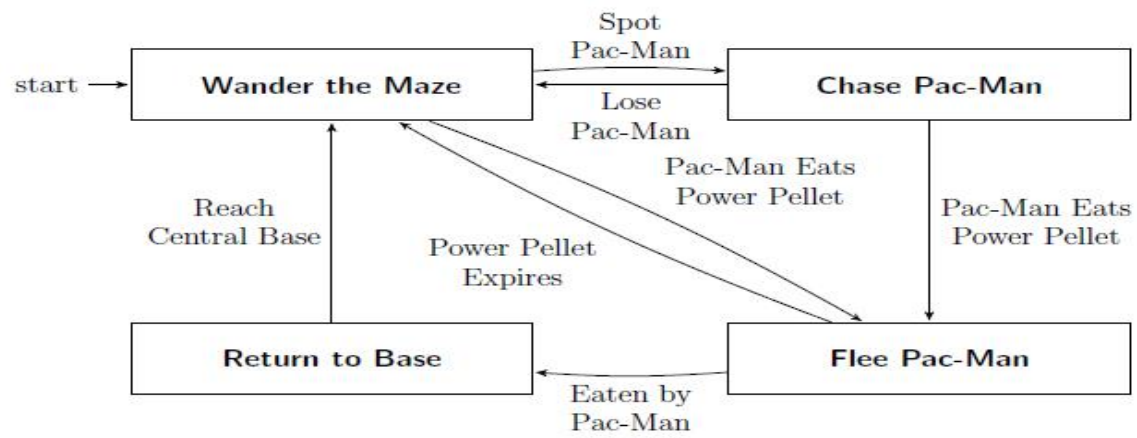 Spot
Pac-Man
start
Wander the Maze
Chase Pac-Man
Lose
Pac-Man
Pac-Man Eats
Power Pellet
Reach
Central Base
Pac-Man Eats
Power Pellet
Power Pellet
Expires
Return to Base
Flee Pac-Man
Eaten by
Pac-Man